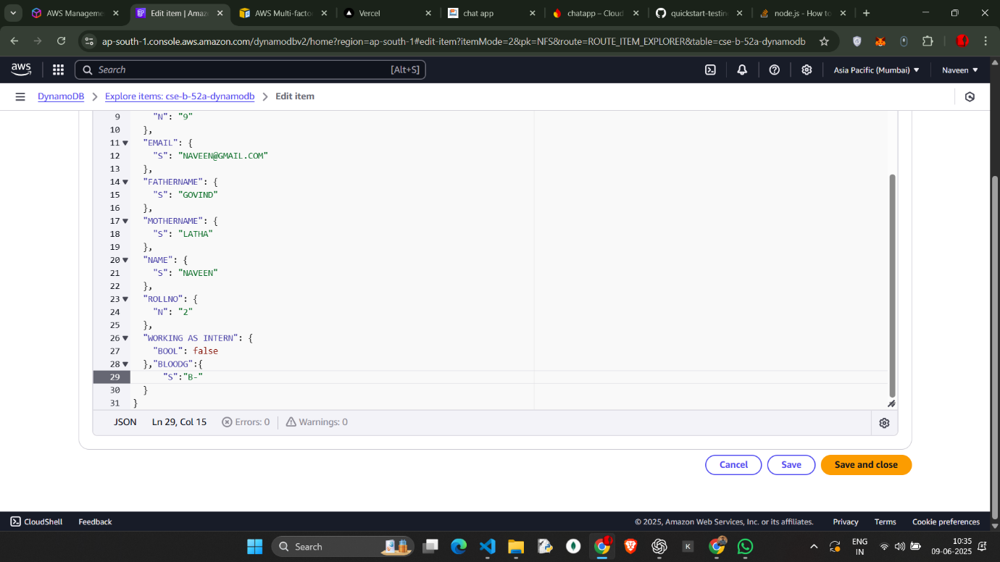 AWS Manageme
Edit item | Amaz
AWS Multi-facto
Vercel
chat app
chatapp – Cloud
quickstart-testin
node.js - How to
ap-south-1.console.aws.amazon.com/dynamodbv2/home?region=ap-south-1#edit-item?itemMode=2&pk=NFS&route=ROUTE_ITEM_EXPLORER&table=cse-b-52a-dynamodb
aws Search [Alt+S] Asia Pacific (Mumbai) Naveen
DynamoDB > Explore items: cse-b-52a-dynamodb > Edit item
9 "N": "9"
10 },
11 "EMAIL": {
12 "S": "NAVEEN@GMAIL.COM"
13 },
14 "FATHERNAME": {
15 "S": "GOVIND"
16 },
17 "MOTHERNAME": {
18 "S": "LATHA"
19 },
20 "NAME": {
21 "S": "NAVEEN"
22 },
23 "ROLLNO": {
24 "N": "2"
25 },
26 "WORKING AS INTERN": {
27 "BOOL": false
28 },"BLOODG":{
29 "S":"B-"
30 }
31 }
JSON Ln 29, Col 15 Errors: 0 Warnings: 0
Cancel Save Save and close
CloudShell Feedback © 2025, Amazon Web Services, Inc. or its affiliates. Privacy Terms Cookie preferences
Search
K
ENG
IN
10:35
09-06-2025